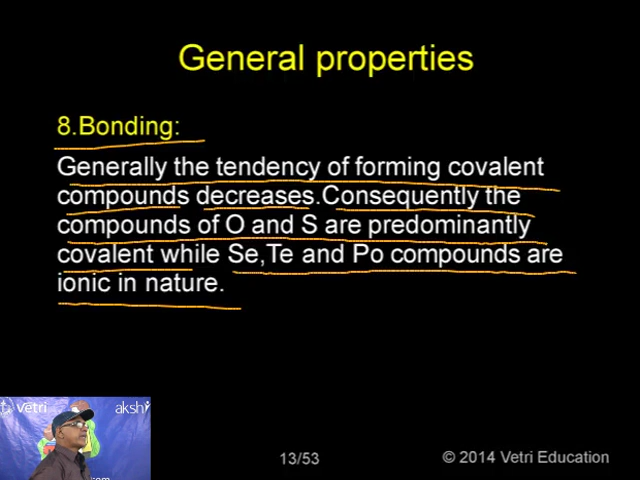 General properties
8.Bonding:
Generally the tendency of forming covalent
compounds decreases.Consequently the
compounds of O and S are predominantly
covalent while Se,Te and Po compounds are
ionic in nature.
vetri
akshi
.com
13/53
© 2014 Vetri Education